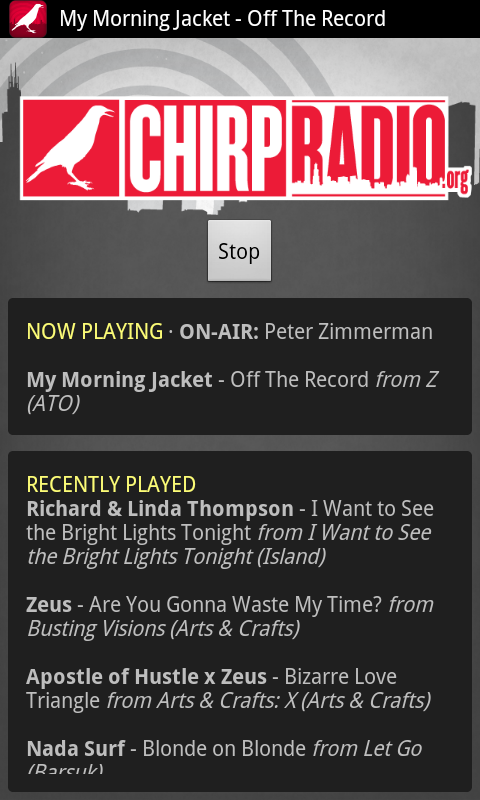 My Morning Jacket - Off The Record
CHIRPRADIO.org
Stop
NOW PLAYING · ON-AIR: Peter Zimmerman
My Morning Jacket - Off The Record from Z
(ATO)
RECENTLY PLAYED
Richard & Linda Thompson - I Want to See
the Bright Lights Tonight from I Want to See
the Bright Lights Tonight (Island)
Zeus - Are You Gonna Waste My Time? from
Busting Visions (Arts & Crafts)
Apostle of Hustle x Zeus - Bizarre Love
Triangle from Arts & Crafts: X (Arts & Crafts)
Nada Surf - Blonde on Blonde from Let Go
(Barsuk)